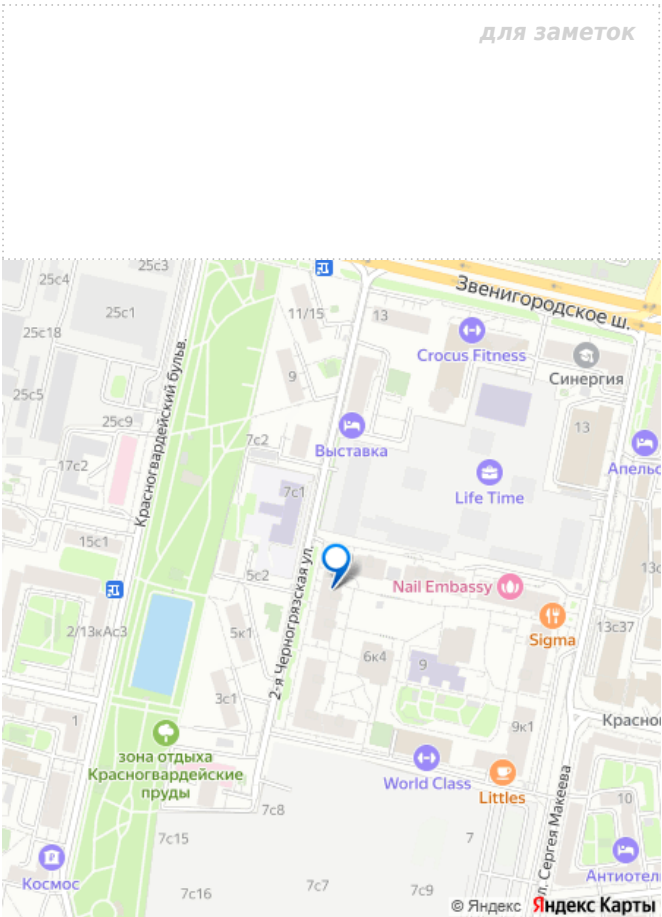 для заметок
25с3
25с4
25с1
11/15
13
Звенигородское ш.
25с18
Crocus Fitness
Синергия
9
25с5
Красногвардейский бульв.
25с9
13
7с2
Выставка
17с2
Апельс
7с1
Life Time
15с1
2-я Черногрязская ул.
13с
5с2
Nail Embassy
2/13кАс3
5к1
Sigma
13с37
6к4
9
3с1
1
9к1
Красног
зона отдыха
Красногвардейские
пруды
World Class
Littles
ул. Сергея Макеева
7с8
10
7с15
7
Космос
Антиотель
7с16
7с7
7с9
© Яндекс
Яндекс Карты